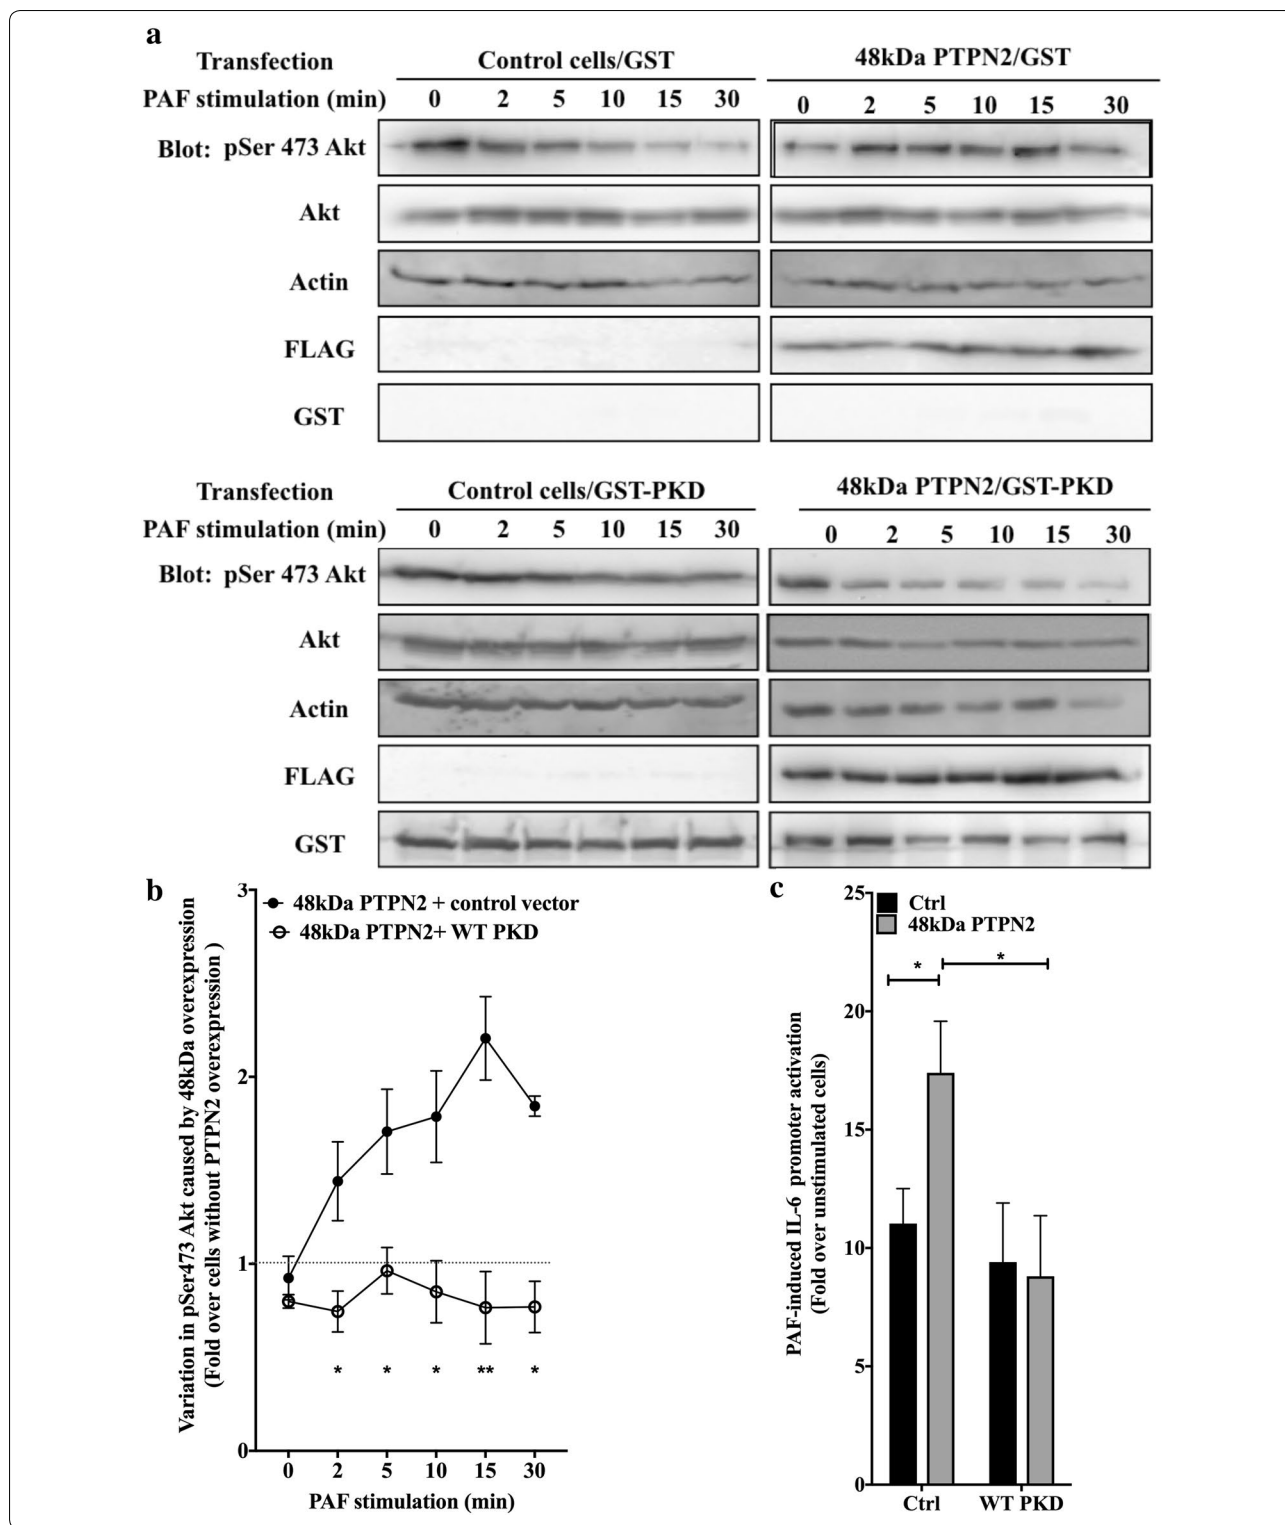 a
Transfection Control cells/GST 48kDa PTPN2/GST
PAF stimulation (min) 0 2 5 10 15 30 0 2 5 10 15 30
Blot: pSer 473 Akt
Akt
Actin
FLAG
GST
Transfection Control cells/GST-PKD 48kDa PTPN2/GST-PKD
PAF stimulation (min) 0 2 5 10 15 30 0 2 5 10 15 30
Blot: pSer 473 Akt
Akt
Actin
FLAG
GST
b
Variation in pSer473 Akt caused by 48kDa overexpression
(Fold over cells without PTPN2 overexpression )
3
2
1
0
48kDa PTPN2 + control vector
48kDa PTPN2+ WT PKD
* * * ** *
0 2 5 10 15 30
PAF stimulation (min)
c
PAF-induced IL-6 promoter activation
(Fold over unstimulated cells)
25
20
15
10
5
0
Ctrl
48kDa PTPN2
* *
Ctrl WT PKD